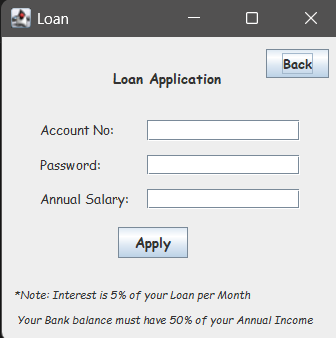 Loan
Back
Loan Application
Account No:
Password:
Annual Salary:
Apply
*Note: Interest is 5% of your Loan per Month
Your Bank balance must have 50% of your Annual Income